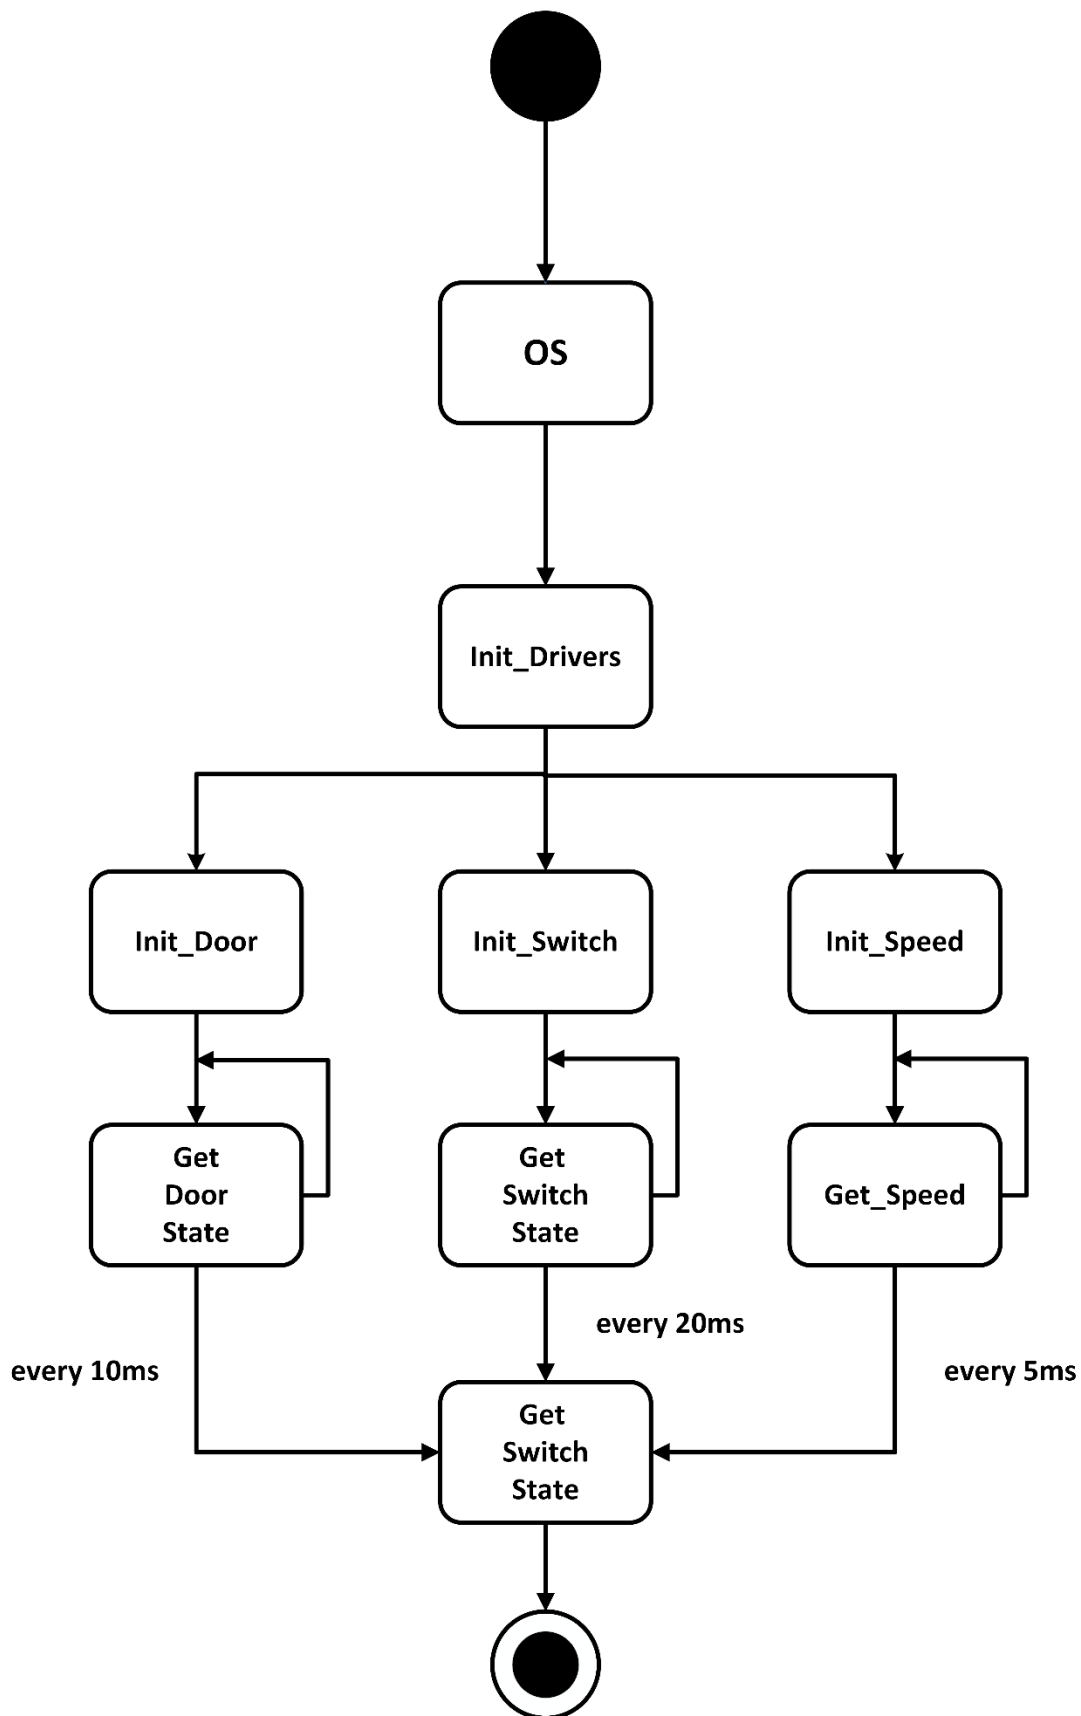 OS
Init_Drivers
Init_Door
Init_Switch
Init_Speed
Get
Door
State
Get
Switch
State
Get_Speed
every 10ms
every 20ms
every 5ms
Get
Switch
State